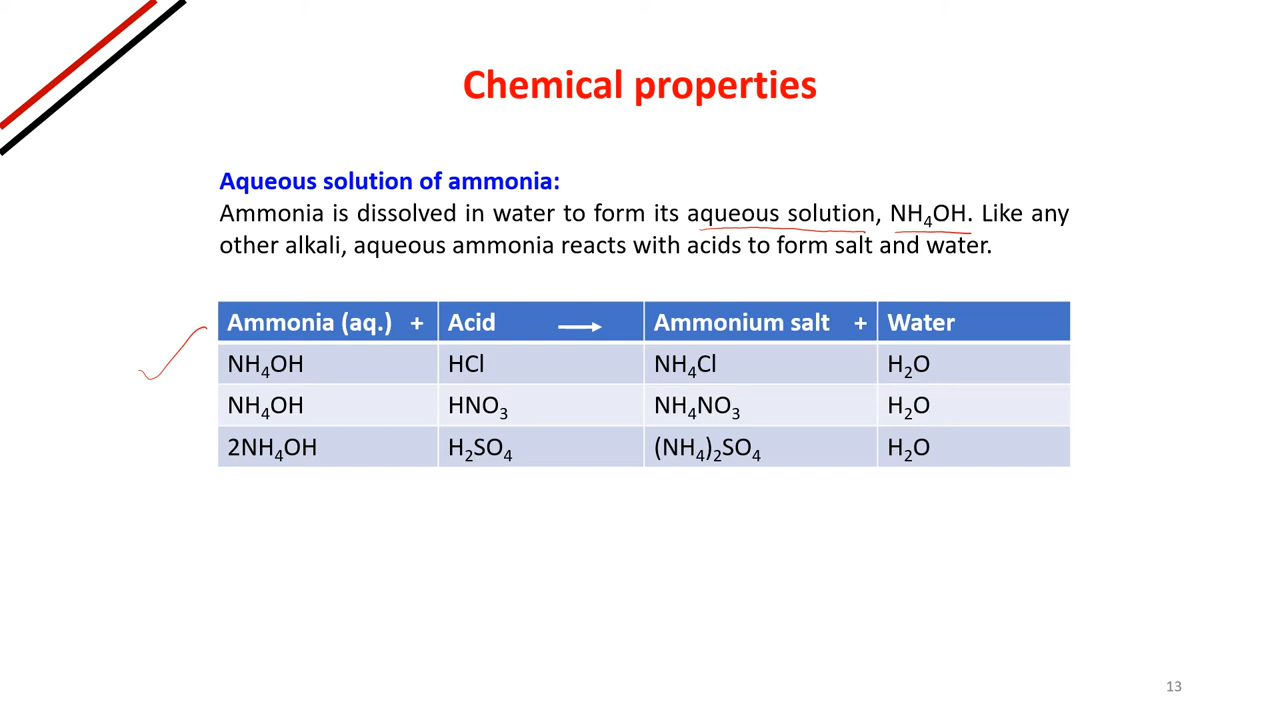 Chemical properties
Aqueous solution of ammonia:
Ammonia is dissolved in water to form its aqueous solution, NH₄OH. Like any
other alkali, aqueous ammonia reacts with acids to form salt and water.
Ammonia (aq.) + Acid ⟶ Ammonium salt + Water
NH₄OH HCl NH₄Cl H₂O
NH₄OH HNO₃ NH₄NO₃ H₂O
2NH₄OH H₂SO₄ (NH₄)₂SO₄ H₂O
13